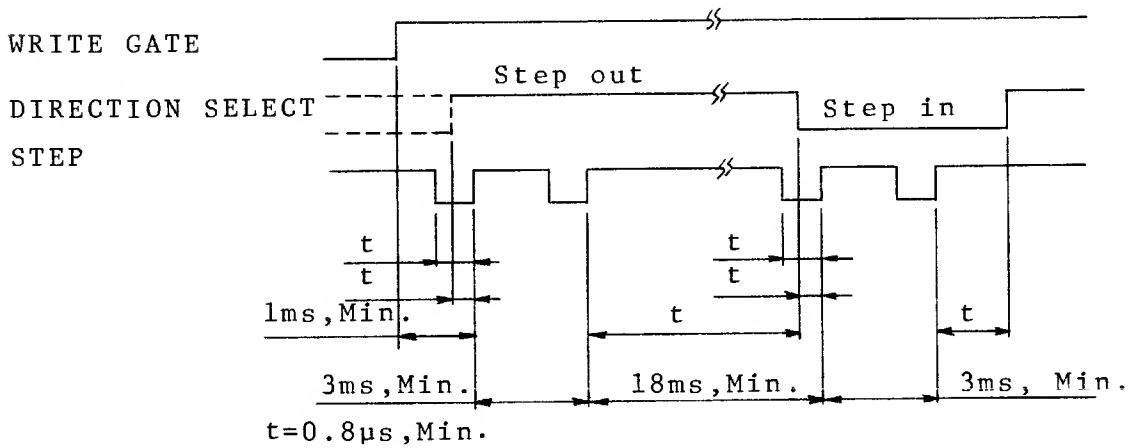 WRITE GATE
Step out
DIRECTION SELECT
Step in
STEP
t
t
t
t
1ms,Min.
t
t
3ms,Min.
18ms,Min.
3ms, Min.
t=0.8µs,Min.